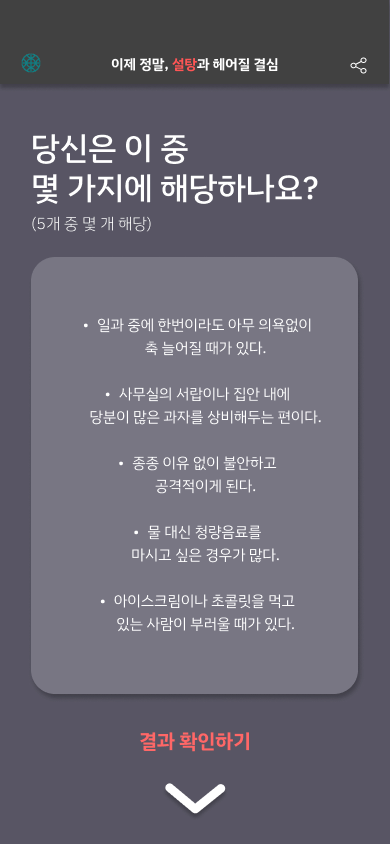 이제 정말, 설탕과 헤어질 결심
당신은 이 중
몇 가지에 해당하나요?
(5개 중 몇 개 해당)
• 일과 중에 한번이라도 아무 의욕없이
축 늘어질 때가 있다.
• 사무실의 서랍이나 집안 내에
당분이 많은 과자를 상비해두는 편이다.
• 종종 이유 없이 불안하고
공격적이게 된다.
• 물 대신 청량음료를
마시고 싶은 경우가 많다.
• 아이스크림이나 초콜릿을 먹고
있는 사람이 부러울 때가 있다.
결과 확인하기